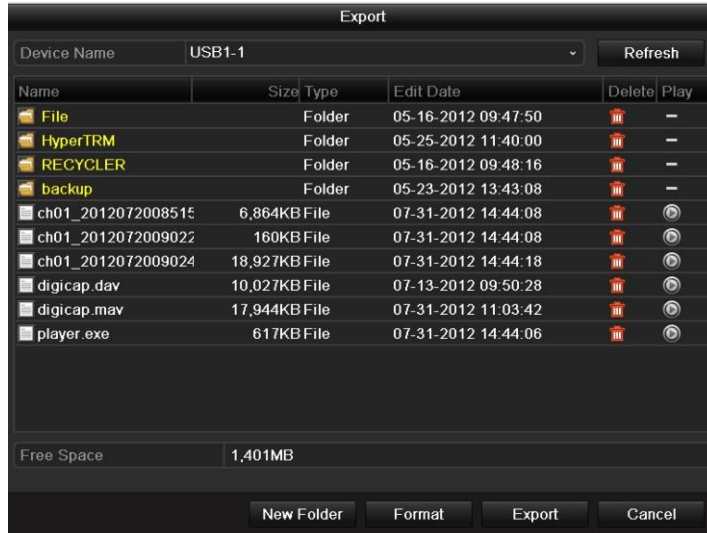 Export
Device Name USB1-1 Refresh
Name Size Type Edit Date Delete Play
File Folder 05-16-2012 09:47:50
HyperTRM Folder 05-25-2012 11:40:00
RECYCLER Folder 05-16-2012 09:48:16
backup Folder 05-23-2012 13:43:08
ch01_2012072008515 6,864KB File 07-31-2012 14:44:08
ch01_2012072009022 160KB File 07-31-2012 14:44:08
ch01_2012072009024 18,927KB File 07-31-2012 14:44:18
digicap.dav 10,027KB File 07-13-2012 09:50:28
digicap.mav 17,944KB File 07-31-2012 11:03:42
player.exe 617KB File 07-31-2012 14:44:06
Free Space 1,401MB
New Folder Format Export Cancel